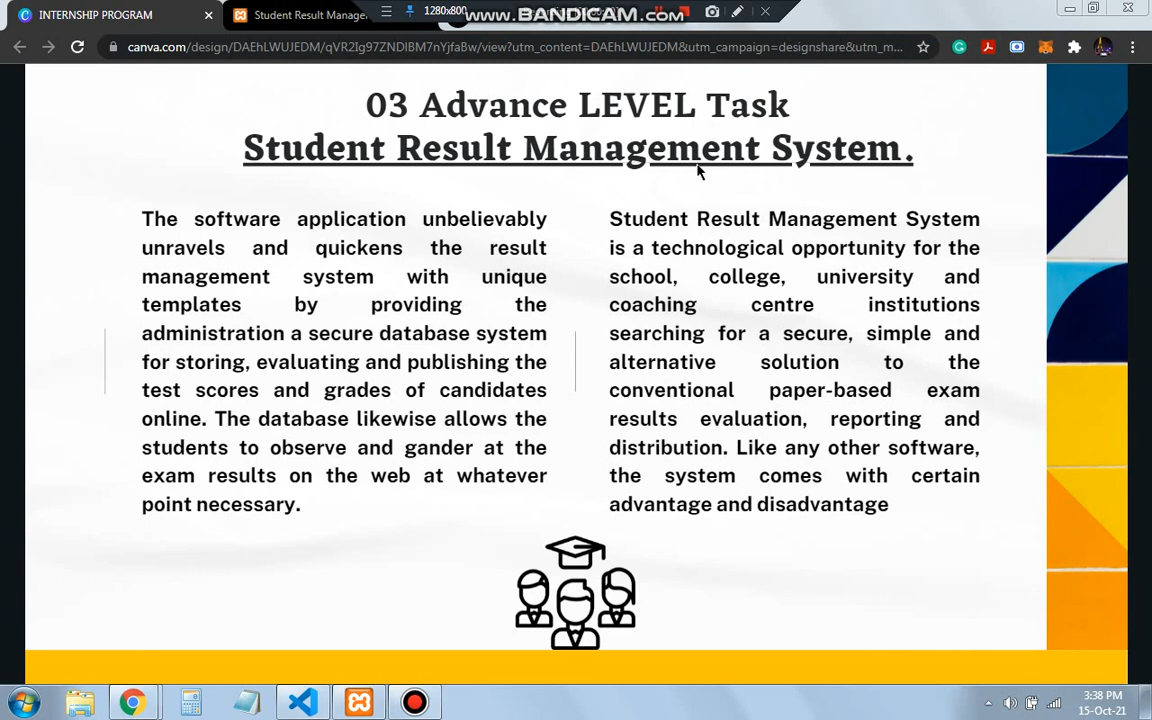 INTERNSHIP PROGRAM
Student Result Manage
1280x800
www.BANDICAM.com
canva.com/design/DAEhLWUJEDM/qVR2Ig97ZNDIBM7nYjfaBw/view?utm_content=DAEhLWUJEDM&utm_campaign=designshare&utm_m...
03 Advance LEVEL Task
Student Result Management System.
The software application unbelievably
unravels and quickens the result
management system with unique
templates by providing the
administration a secure database system
for storing, evaluating and publishing the
test scores and grades of candidates
online. The database likewise allows the
students to observe and gander at the
exam results on the web at whatever
point necessary.
Student Result Management System
is a technological opportunity for the
school, college, university and
coaching centre institutions
searching for a secure, simple and
alternative solution to the
conventional paper-based exam
results evaluation, reporting and
distribution. Like any other software,
the system comes with certain
advantage and disadvantage
3:38 PM
15-Oct-21